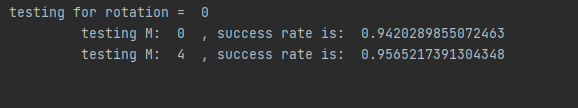 testing for rotation =  0
        testing M:  0  , success rate is:  0.9420289855072463
        testing M:  4  , success rate is:  0.9565217391304348